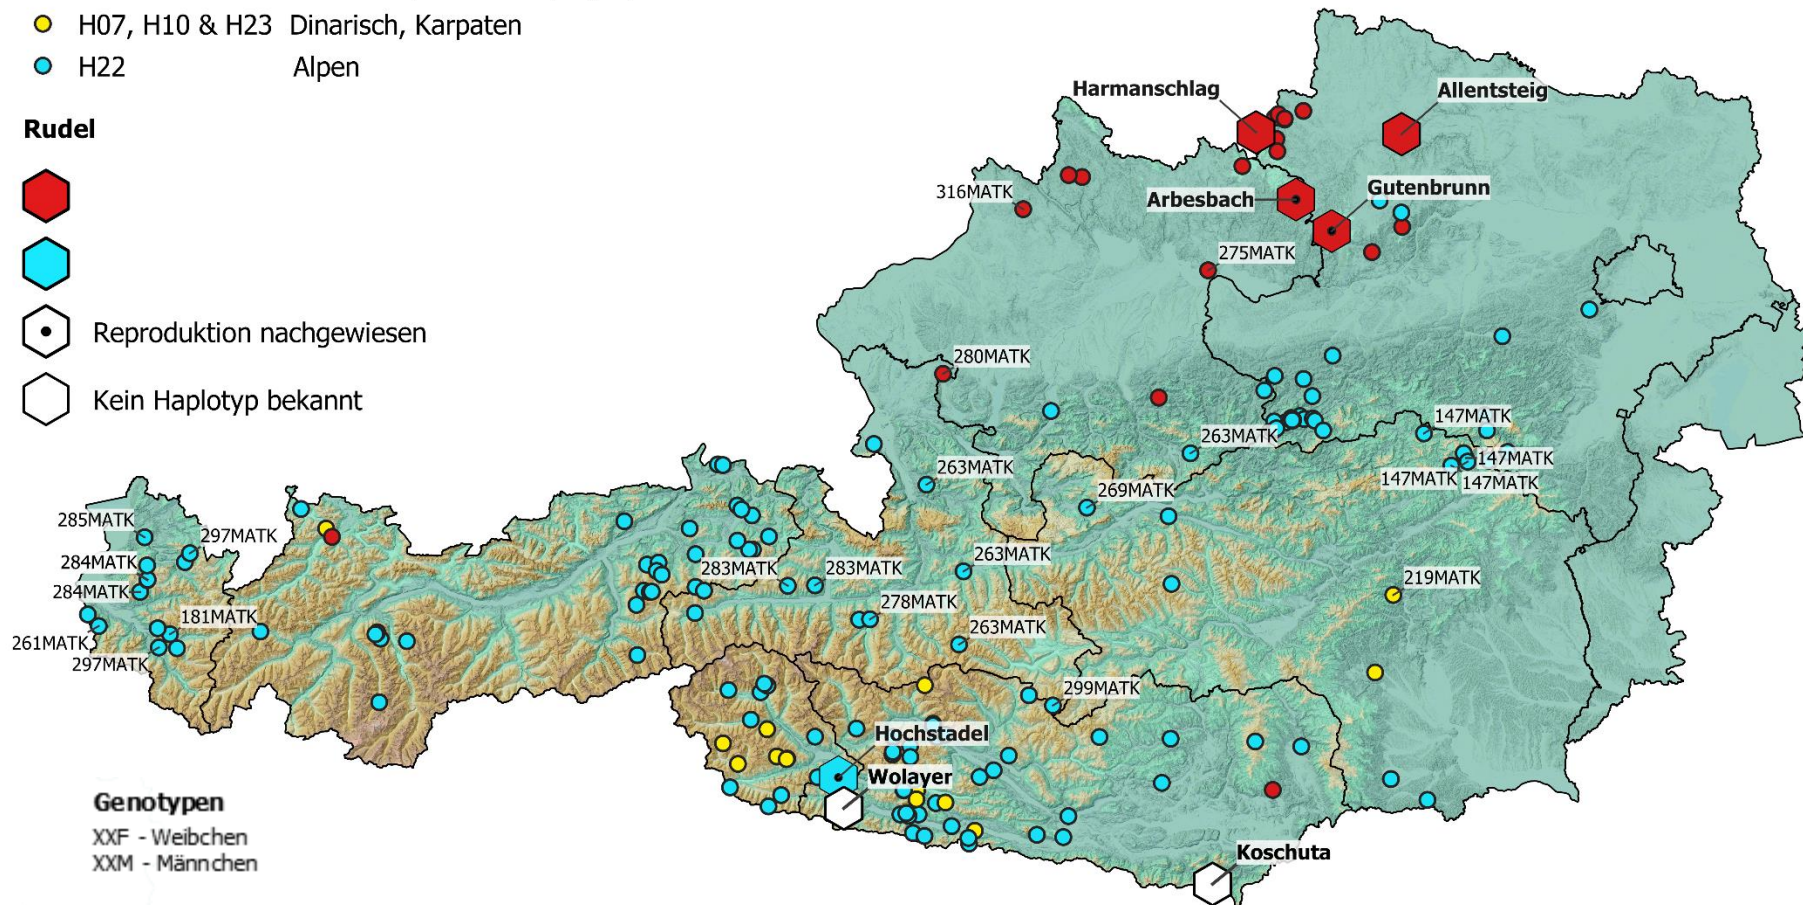 H07, H10 & H23 Dinarisch, Karpaten
H22 Alpen
Rudel
Reproduktion nachgewiesen
Kein Haplotyp bekannt
Harmanschlag
Allentsteig
316MATK
Arbesbach
Gutenbrunn
275MATK
280MATK
263MATK
147MATK
263MATK
147MATK
147MATK
147MATK
269MATK
285MATK
297MATK
284MATK
283MATK
283MATK
263MATK
284MATK
219MATK
181MATK
278MATK
261MATK
263MATK
297MATK
299MATK
Hochstadel
Wolayer
Genotypen
XXF - Weibchen
XXM - Männchen
Koschuta